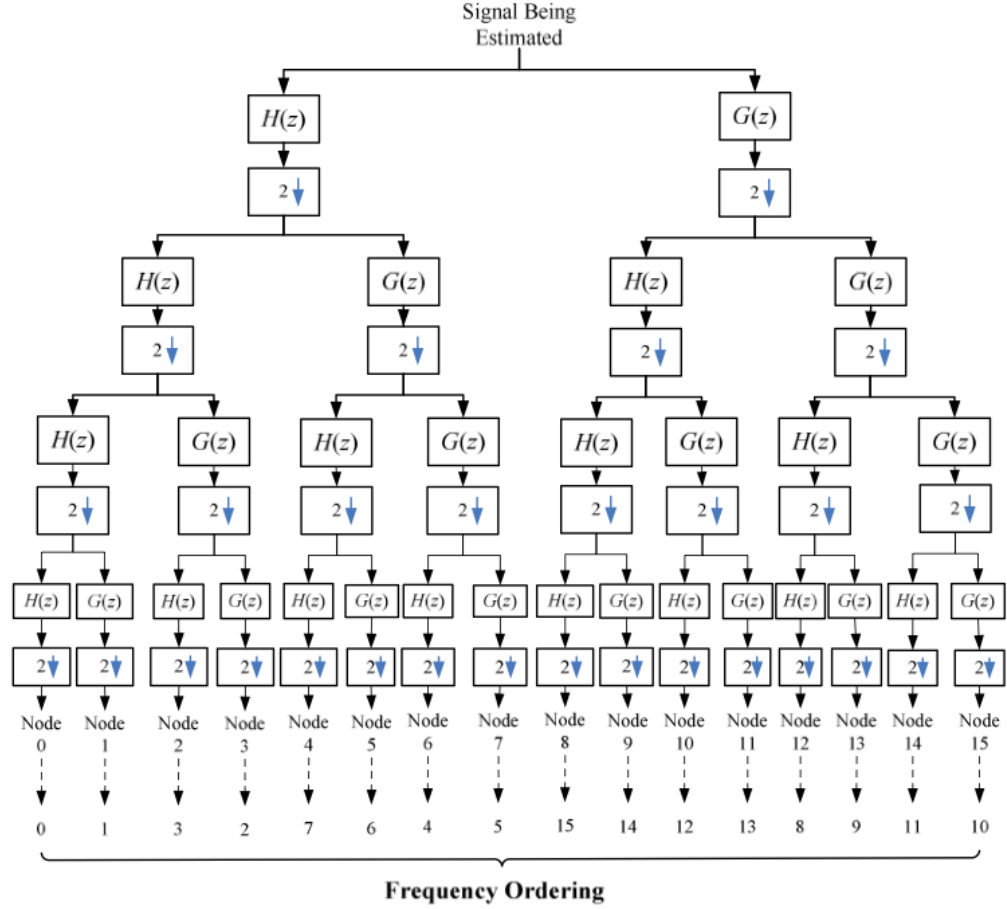 Signal Being
Estimated
H(z) G(z)
2 2
H(z) G(z) H(z) G(z)
2 2 2 2
H(z) G(z) H(z) G(z) H(z) G(z) H(z) G(z)
2 2 2 2 2 2 2 2
H(z) G(z) H(z) G(z) H(z) G(z) H(z) G(z) H(z) G(z) H(z) G(z) H(z) G(z) H(z) G(z)
2 2 2 2 2 2 2 2 2 2 2 2 2 2 2 2
Node Node Node Node Node Node Node Node Node Node Node Node Node Node Node Node
0 1 2 3 4 5 6 7 8 9 10 11 12 13 14 15
0 1 3 2 7 6 4 5 15 14 12 13 8 9 11 10
Frequency Ordering